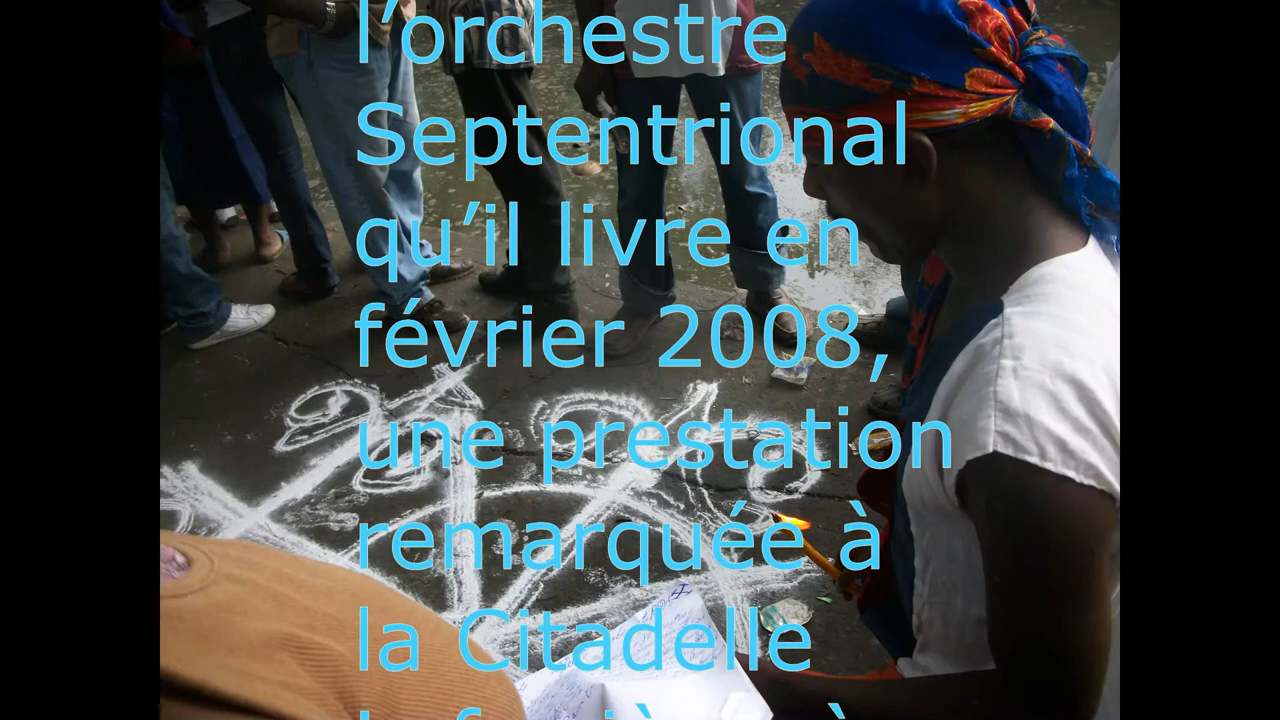 l’orchestre
Septentrional
qu’il livre en
février 2008,
une prestation
remarquée à
la Citadelle